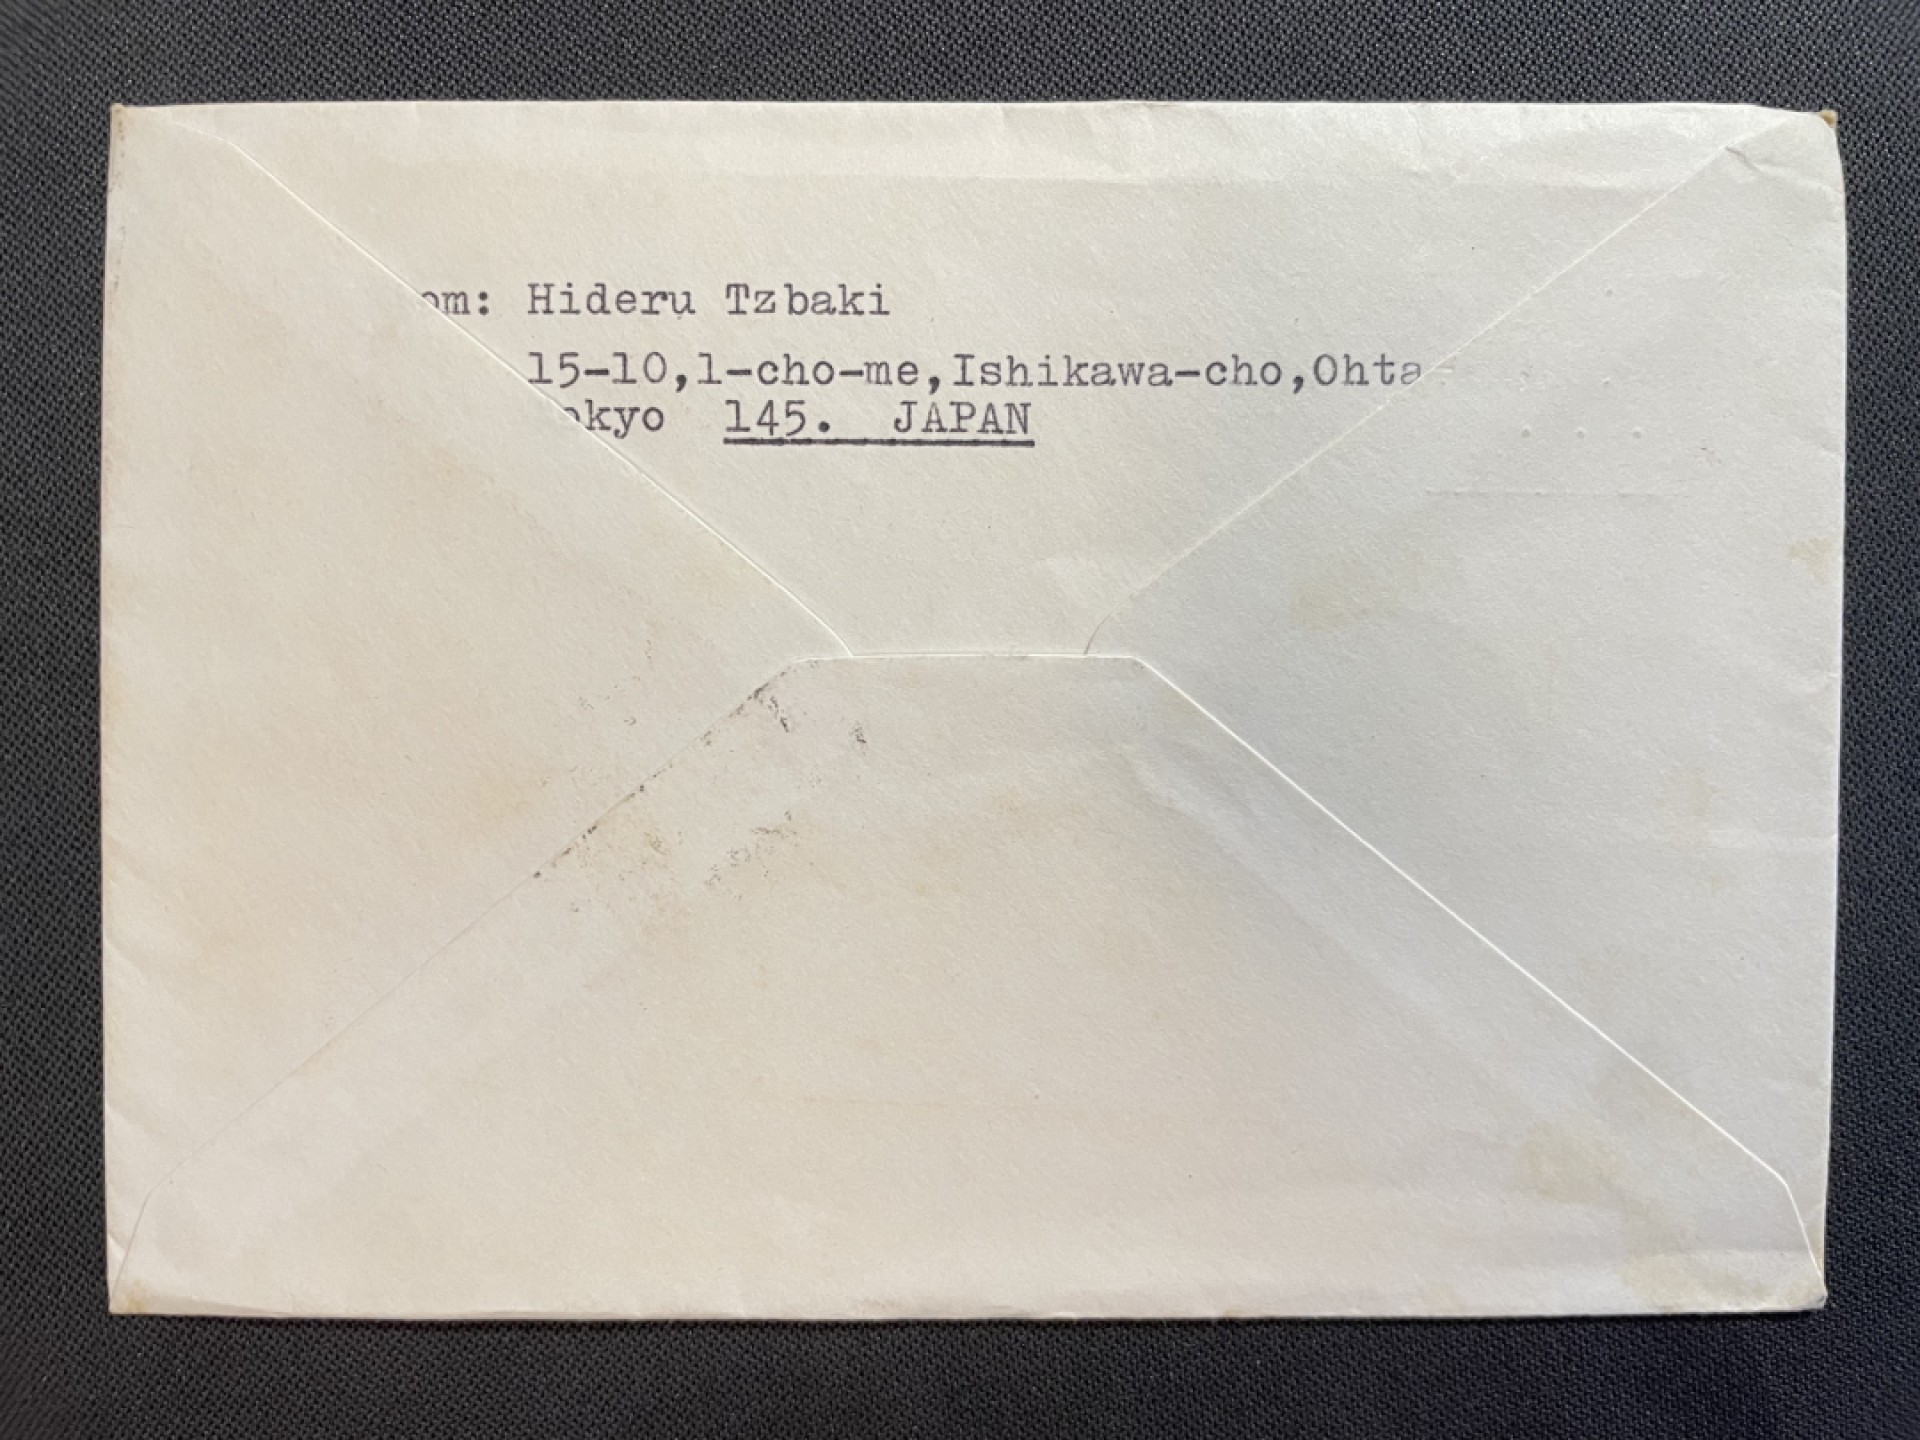 om: Hideru Tzbaki
15-10,1-cho-me,Ishikawa-cho,Ohta
okyo 145. JAPAN